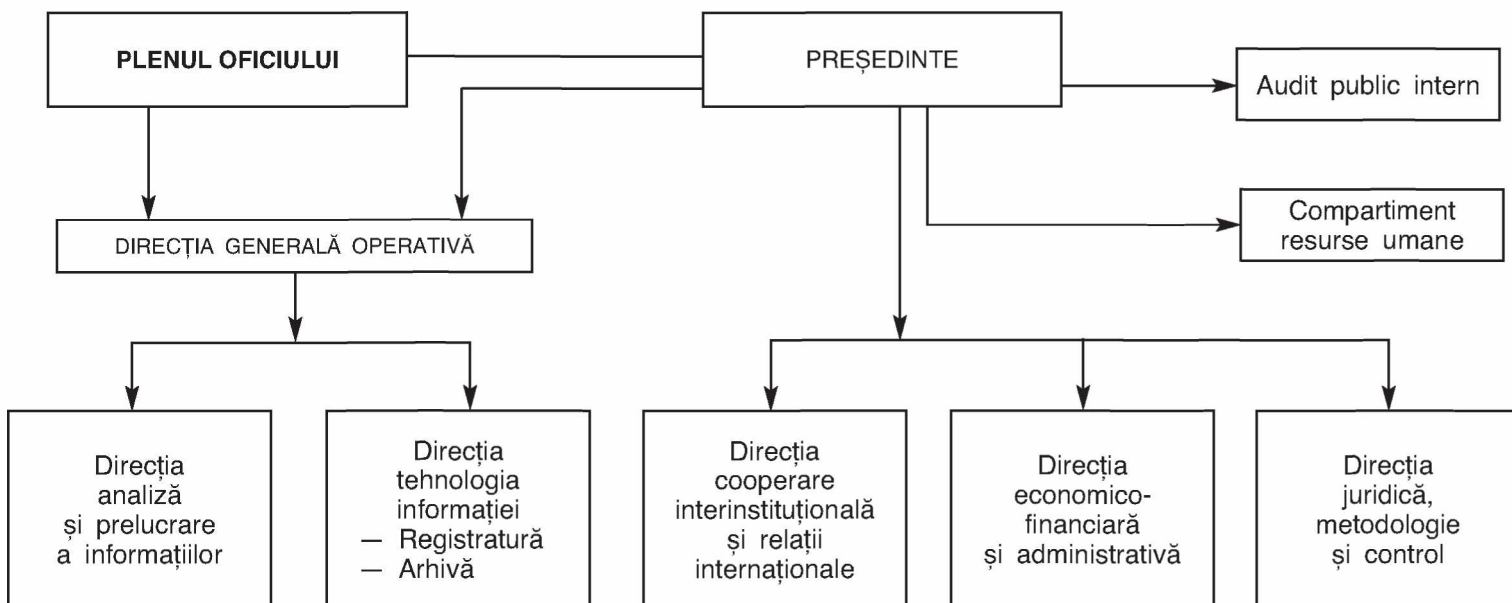 PLENUL OFICIULUI
PREȘEDINTE
Audit public intern
Compartiment
resurse umane
DIRECȚIA GENERALĂ OPERATIVĂ
Direcția
analiză
și prelucrare
a informațiilor
Direcția
tehnologia
informației
— Registratură
— Arhivă
Direcția
cooperare
interinstituțională
și relații
internaționale
Direcția
economico-
financiară
și administrativă
Direcția
juridică,
metodologie
și control